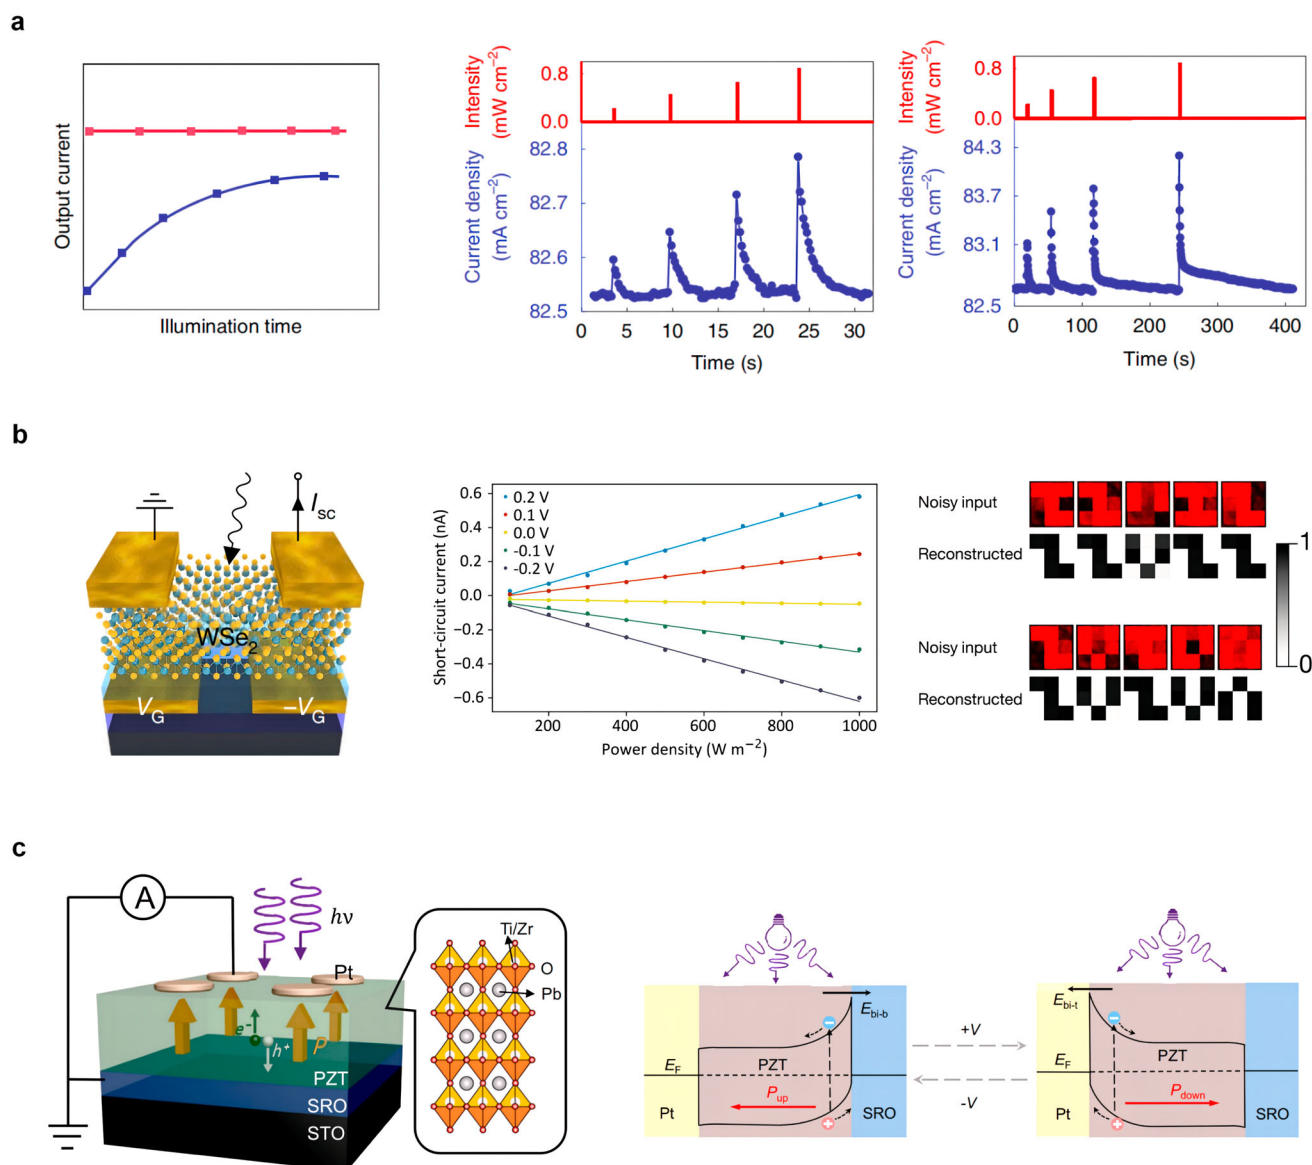 a
Output current
Illumination time
Intensity
(mW cm⁻²)
0.8
0.0
Current density
(mA cm⁻²)
82.8
82.7
82.6
82.5
0 5 10 15 20 25 30
Time (s)
Intensity
(mW cm⁻²)
0.8
0.0
Current density
(mA cm⁻²)
84.3
83.7
83.1
82.5
0 100 200 300 400
Time (s)
b
I_sc
WSe₂
V_G
–V_G
Short-circuit current (nA)
0.6
0.4
0.2
0.0
−0.2
−0.4
−0.6
0.2 V
0.1 V
0.0 V
-0.1 V
-0.2 V
200 400 600 800 1000
Power density (W m⁻²)
Noisy input
Reconstructed
Noisy input
Reconstructed
1
0
c
A
hν
Pt
e⁻
h⁺
P
PZT
SRO
STO
Ti/Zr
O
Pb
E_bi-b
E_F
PZT
P_up
Pt
SRO
+V
-V
E_bi-t
E_F
PZT
P_down
Pt
SRO